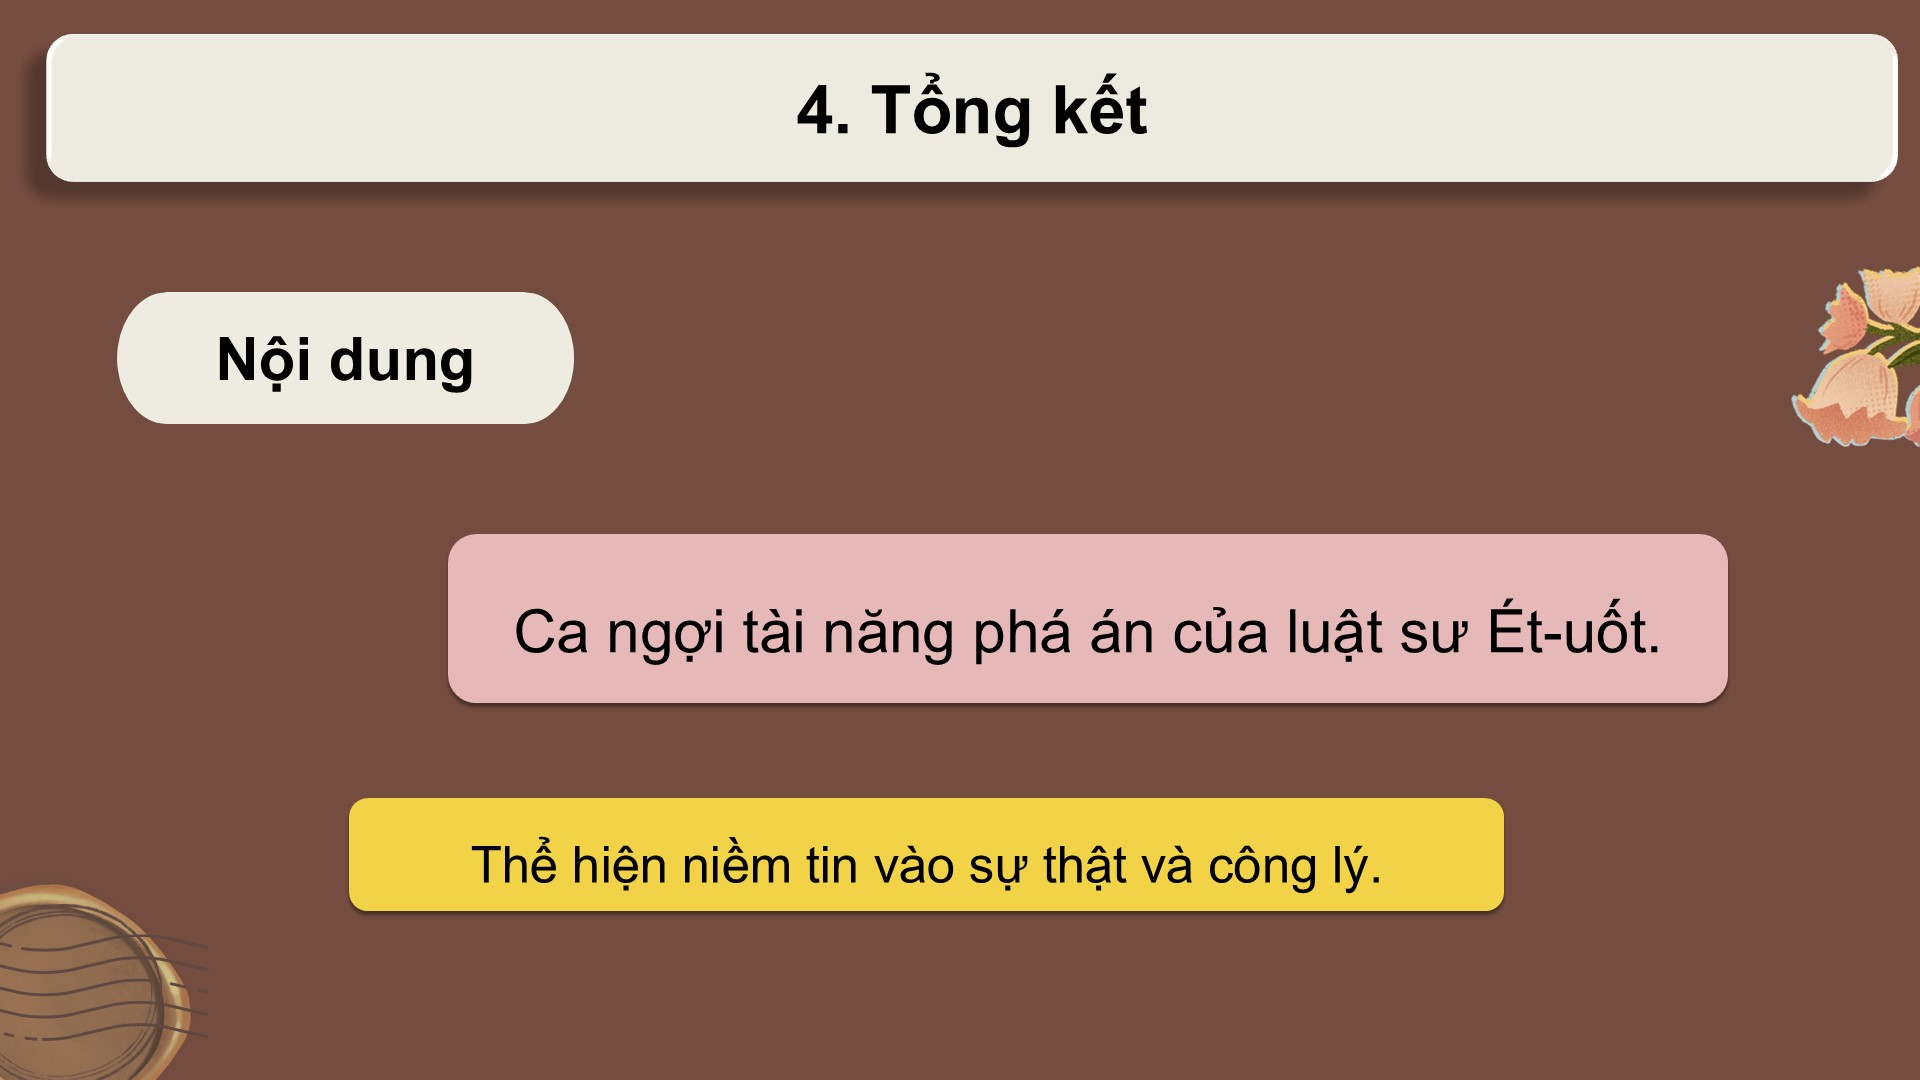 4. Tổng kết
Nội dung
Ca ngợi tài năng phá án của luật sư Ét-uốt.
Thể hiện niềm tin vào sự thật và công lý.